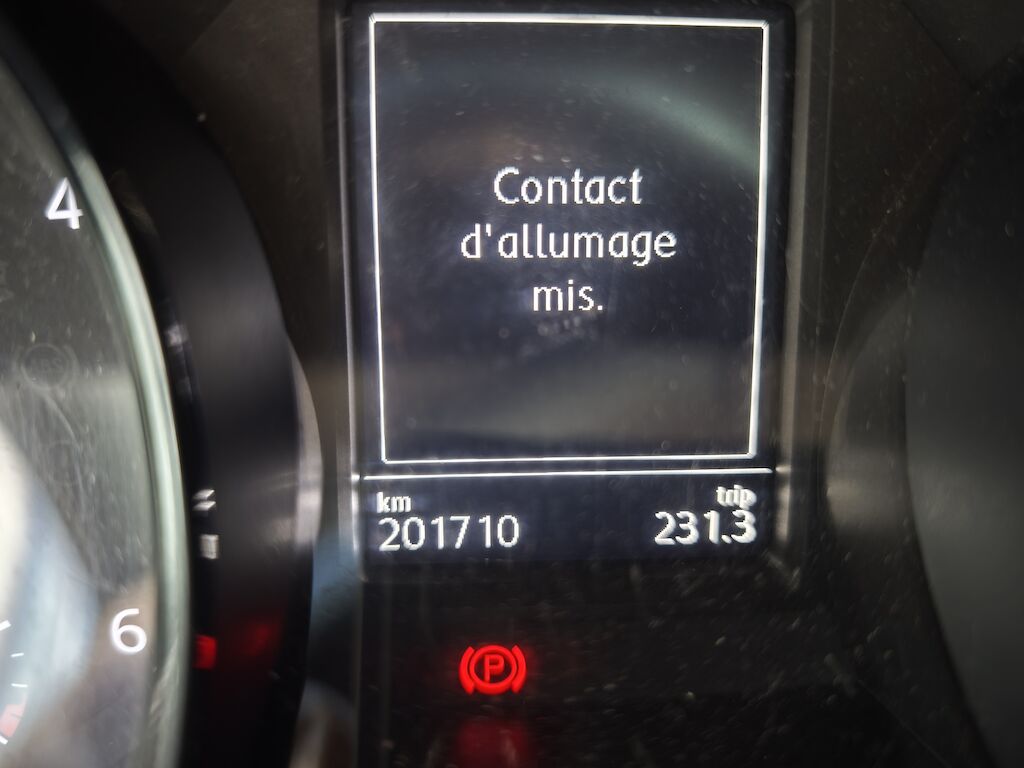 4
Contact
d'allumage
mis.
km trip
201710 231.3
6
P